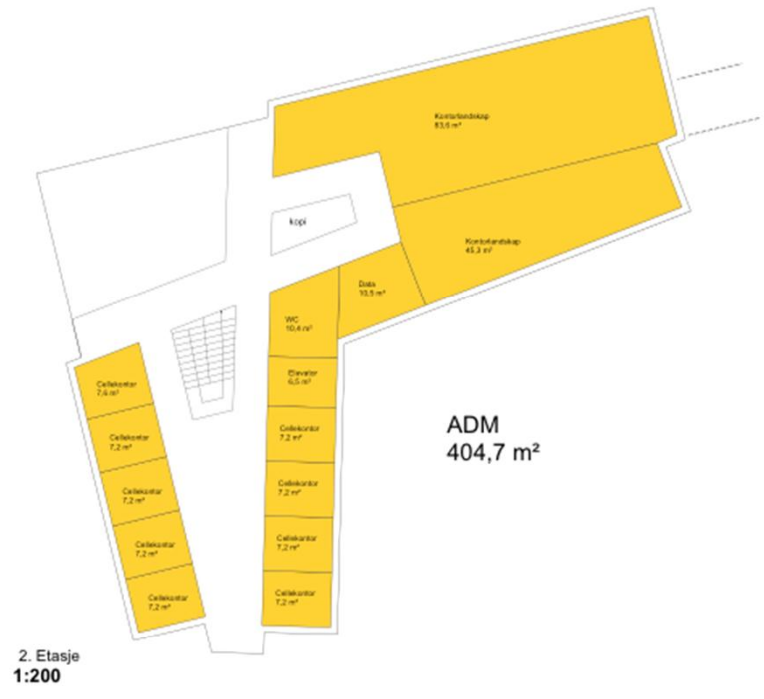 Kontorlandskap
83,6 m²
kopi
Kontorlandskap
45,3 m²
Data
10,5 m²
WC
10,4 m²
Elevator
6,5 m²
Cellekontor
7,6 m²
Cellekontor
7,2 m²
Cellekontor
7,2 m²
Cellekontor
7,2 m²
Cellekontor
7,2 m²
Cellekontor
7,2 m²
Cellekontor
7,2 m²
Cellekontor
7,2 m²
Cellekontor
7,2 m²
ADM
404,7 m²
2. Etasje
1:200